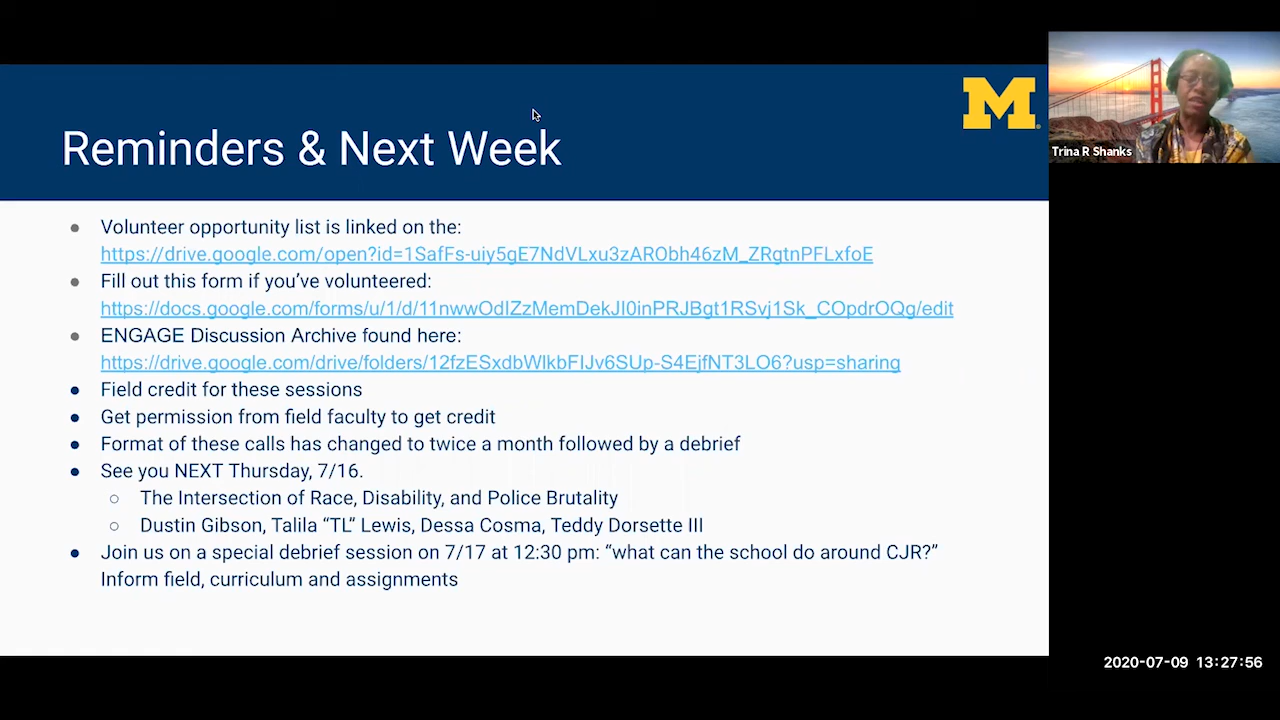 Reminders & Next Week
M
Trina R Shanks
Volunteer opportunity list is linked on the:
https://drive.google.com/open?id=1SafFs-uiy5gE7NdVLxu3zARObh46zM_ZRgtnPFLxfoE
Fill out this form if you’ve volunteered:
https://docs.google.com/forms/u/1/d/11nwwOdIZzMemDekJI0inPRJBgt1RSvj1Sk_COpdrOQg/edit
ENGAGE Discussion Archive found here:
https://drive.google.com/drive/folders/12fzESxdbWlkbFIJv6SUp-S4EjfNT3LO6?usp=sharing
Field credit for these sessions
Get permission from field faculty to get credit
Format of these calls has changed to twice a month followed by a debrief
See you NEXT Thursday, 7/16.
The Intersection of Race, Disability, and Police Brutality
Dustin Gibson, Talila “TL“ Lewis, Dessa Cosma, Teddy Dorsette III
Join us on a special debrief session on 7/17 at 12:30 pm: “what can the school do around CJR?”
Inform field, curriculum and assignments
2020-07-09 13:27:56